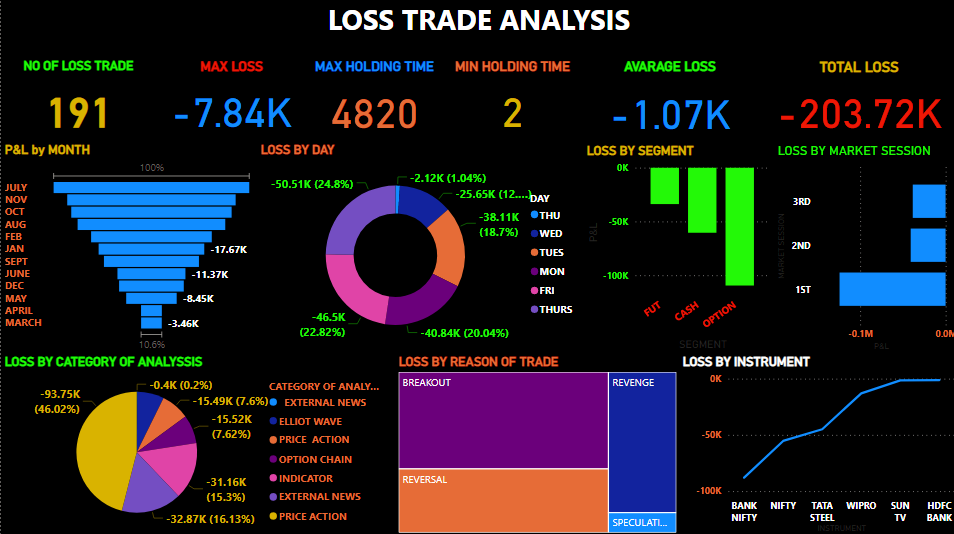 LOSS TRADE ANALYSIS
NO OF LOSS TRADE
191
MAX LOSS
-7.84K
MAX HOLDING TIME
4820
MIN HOLDING TIME
2
AVARAGE LOSS
-1.07K
TOTAL LOSS
-203.72K
P&L by MONTH
100%
JULY
NOV
OCT
AUG
FEB
JAN
-17.67K
SEPT
JUNE
-11.37K
DEC
MAY
-8.45K
APRIL
MARCH
-3.46K
10.6%
LOSS BY DAY
-50.51K (24.8%)
-2.12K (1.04%)
-25.65K (12....)
-38.11K
(18.7%)
-46.5K
(22.82%)
-40.84K (20.04%)
DAY
THU
WED
TUES
MON
FRI
THURS
LOSS BY SEGMENT
0K
-50K
-100K
P&L
FUT
CASH
OPTION
SEGMENT
LOSS BY MARKET SESSION
MARKET SESSION
3RD
2ND
1ST
-0.1M
0.0M
P&L
LOSS BY CATEGORY OF ANALYSSIS
-93.75K
(46.02%)
-0.4K (0.2%)
-15.49K (7.6%)
-15.52K
(7.62%)
-31.16K
(15.3%)
-32.87K (16.13%)
CATEGORY OF ANALY...
EXTERNAL NEWS
ELLIOT WAVE
PRICE ACTION
OPTION CHAIN
INDICATOR
EXTERNAL NEWS
PRICE ACTION
LOSS BY REASON OF TRADE
BREAKOUT
REVENGE
REVERSAL
SPECULATI...
LOSS BY INSTRUMENT
0K
-50K
-100K
BANK
NIFTY
NIFTY
TATA
STEEL
WIPRO
SUN
TV
HDFC
BANK
INSTRUMENT